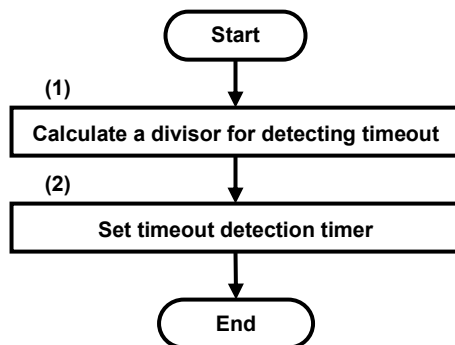 Start
(1)
Calculate a divisor for detecting timeout
(2)
Set timeout detection timer
End